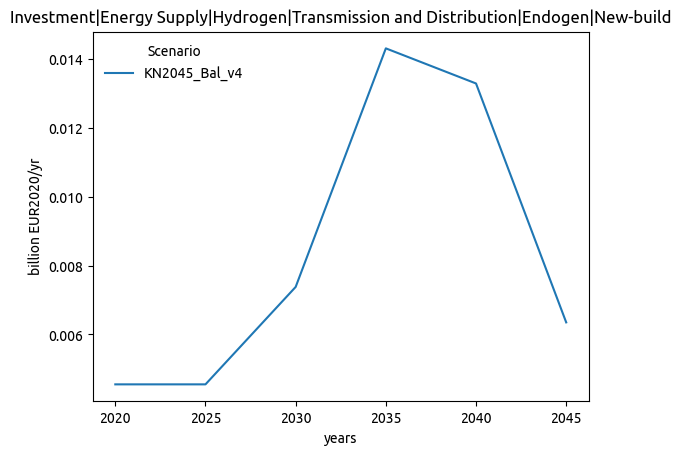 Investment|Energy Supply|Hydrogen|Transmission and Distribution|Endogen|New-build
Scenario
KN2045_Bal_v4
billion EUR2020/yr
0.014
0.012
0.010
0.008
0.006
2020 2025 2030 2035 2040 2045
years